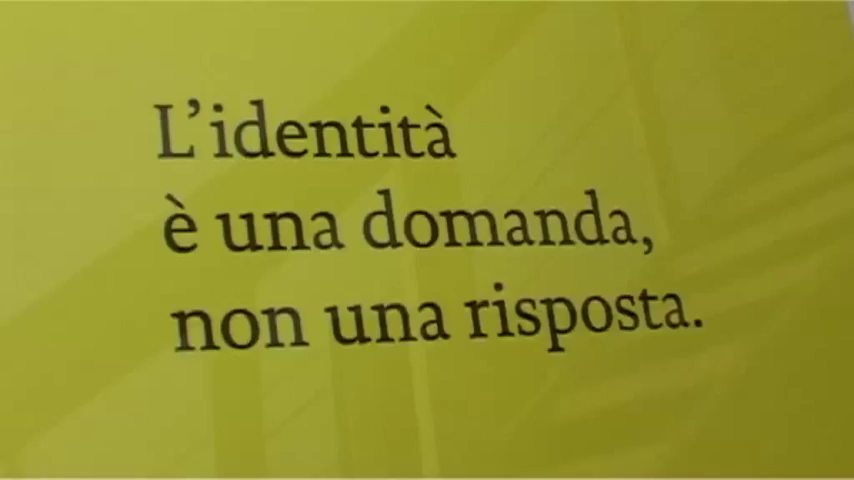 L’identità
è una domanda,
non una risposta.